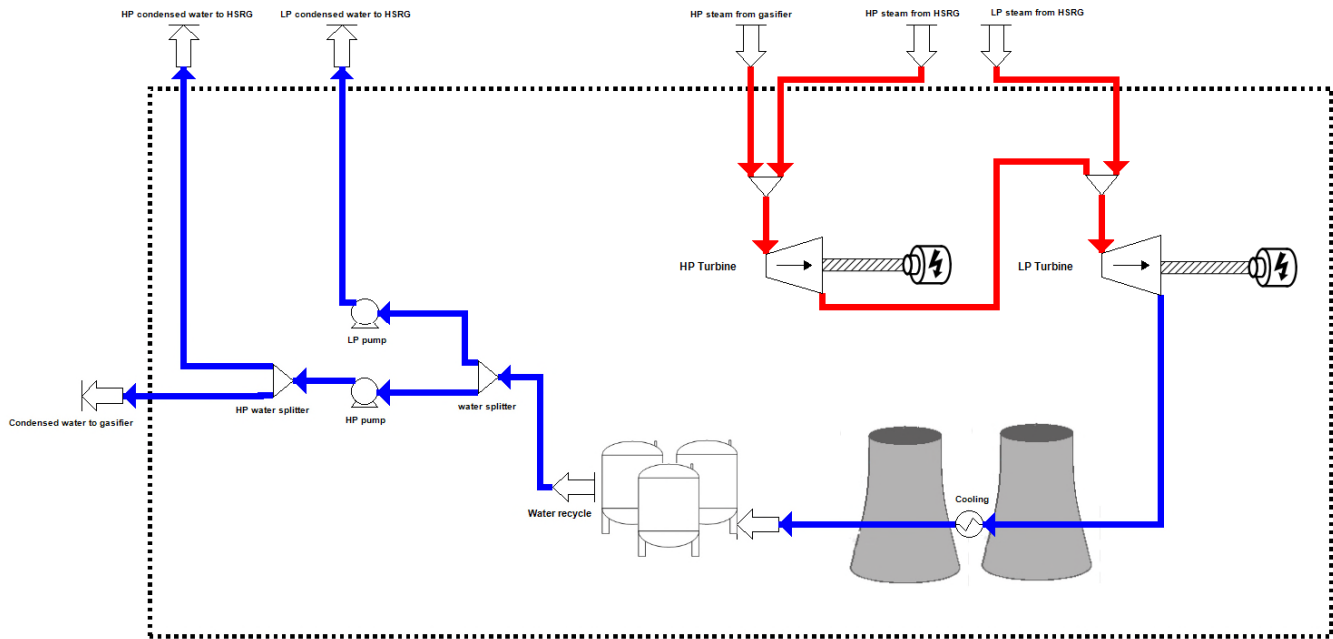 HP condensed water to HSRG
LP condensed water to HSRG
HP steam from gasifier
HP steam from HSRG
LP steam from HSRG
HP Turbine
LP Turbine
LP pump
HP water splitter
HP pump
water splitter
Condensed water to gasifier
Cooling
Water recycle